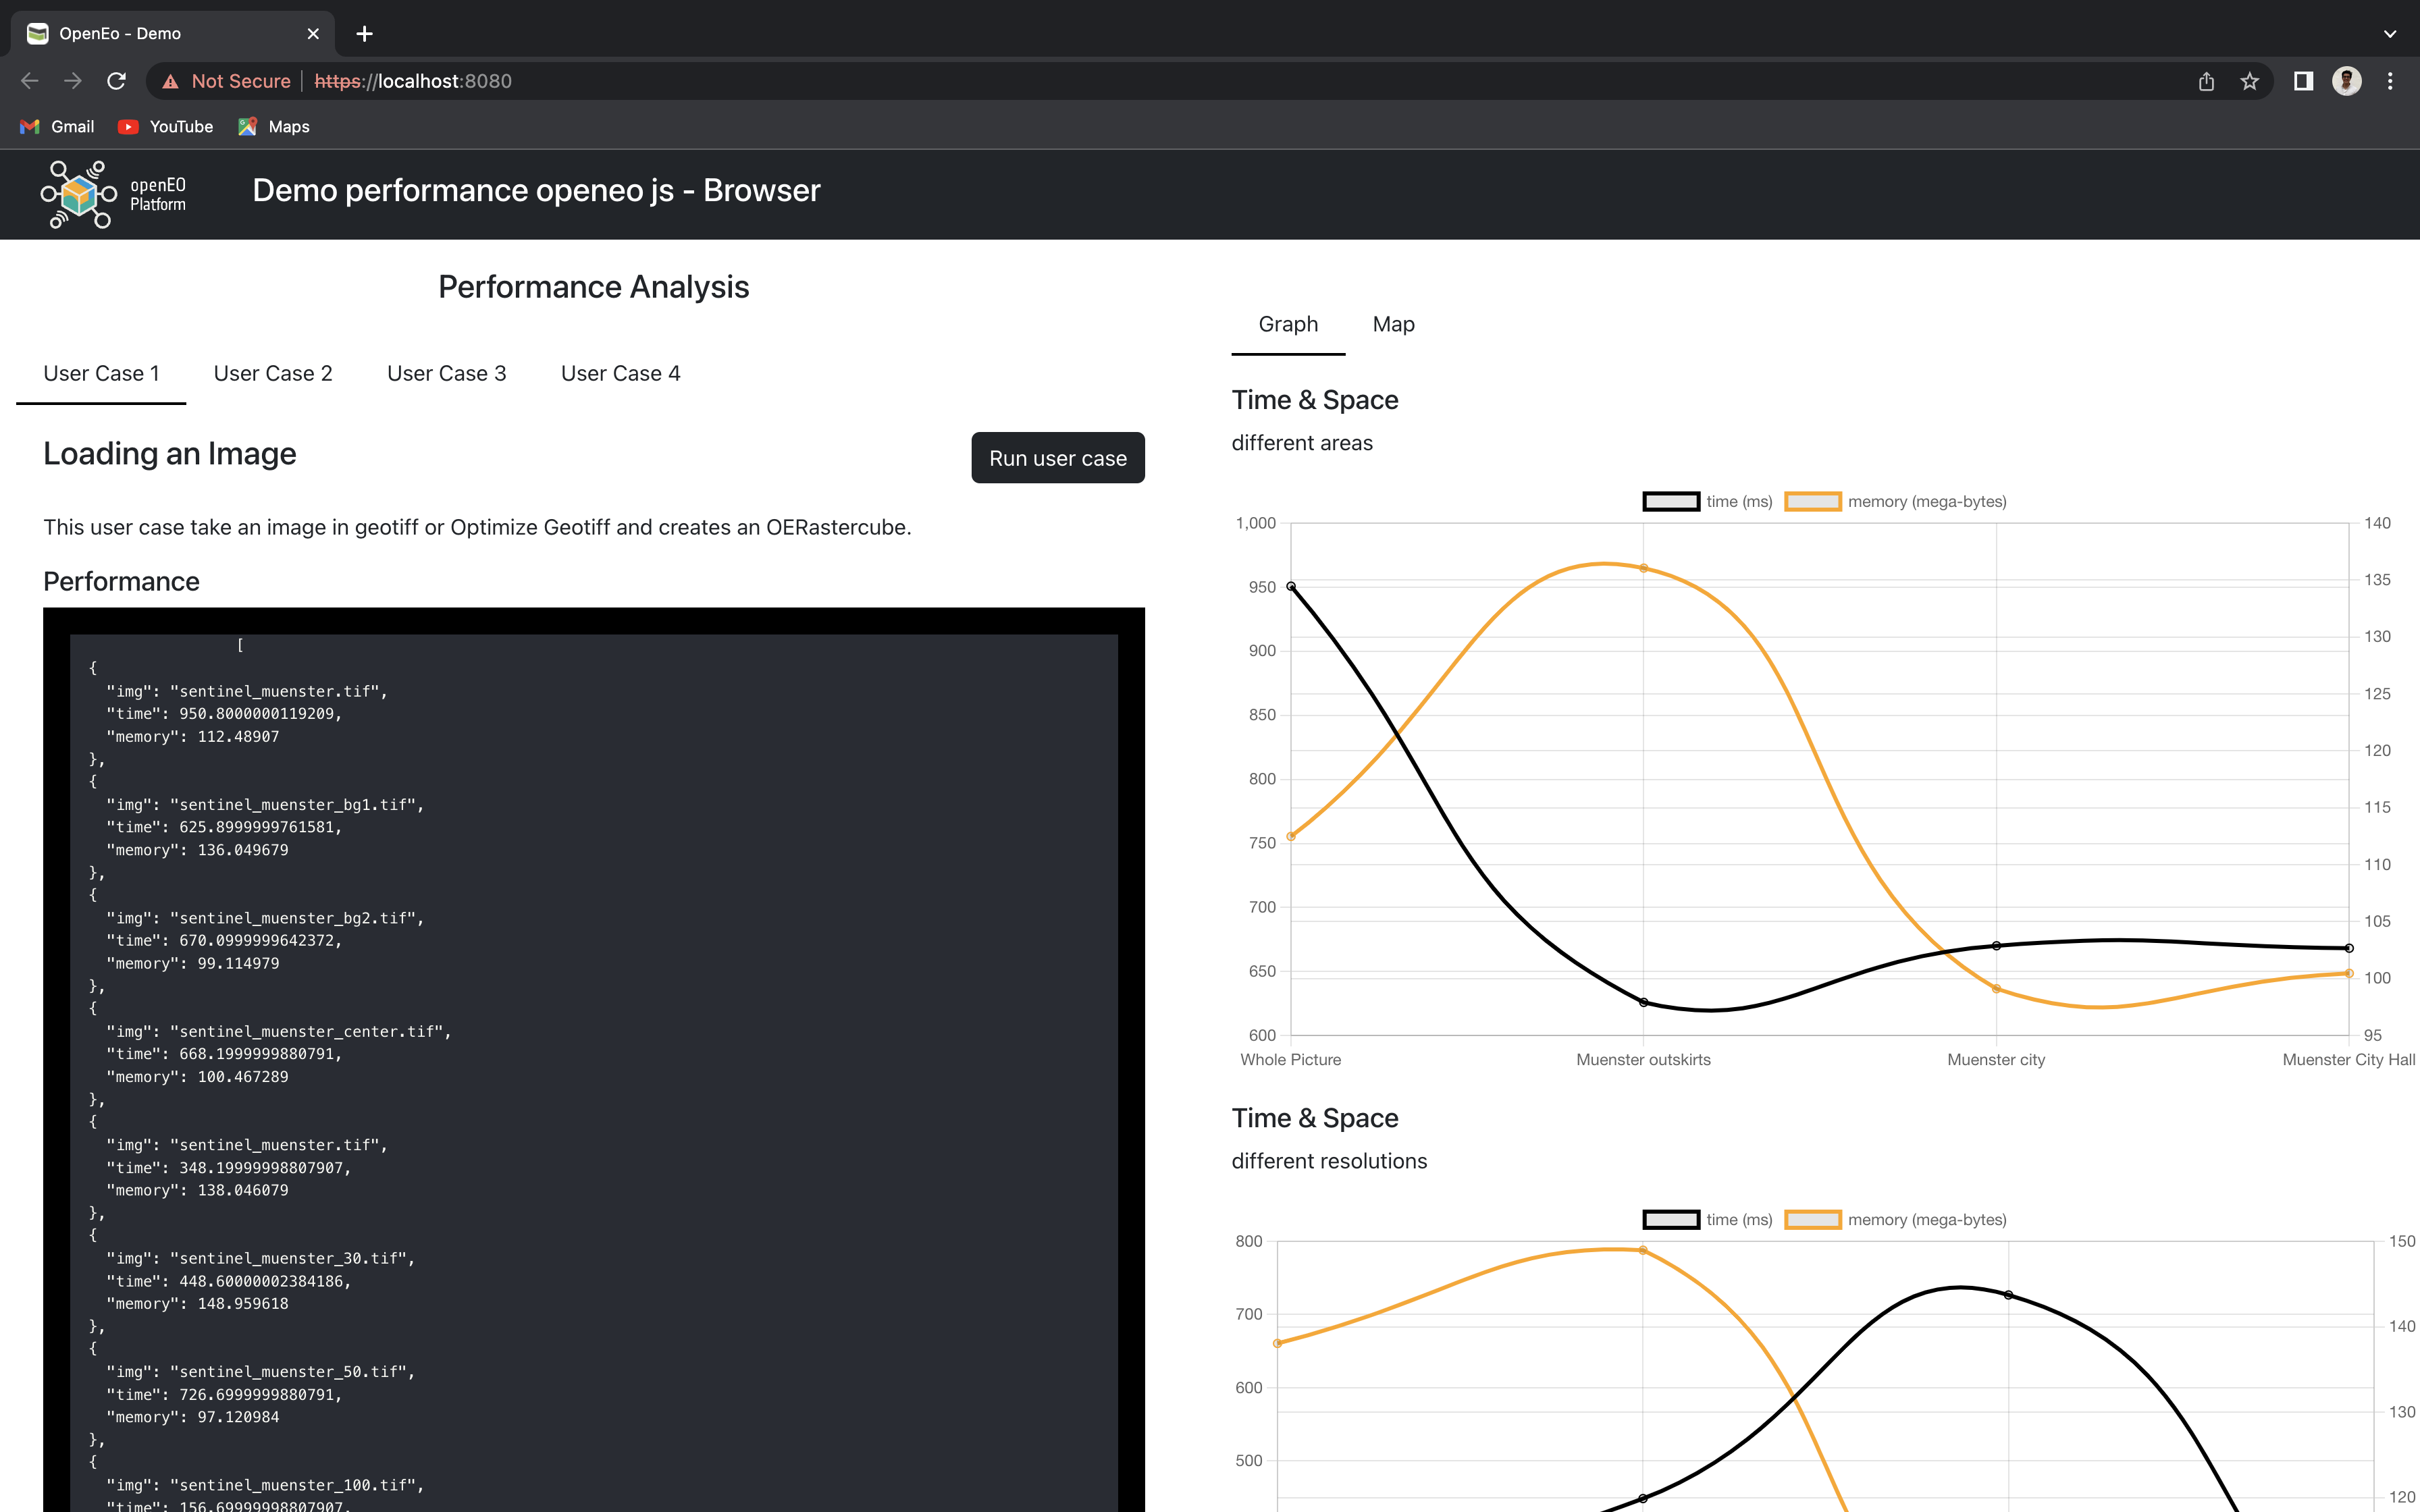 OpenEo - Demo
Not Secure
https://localhost:8080
Gmail
YouTube
Maps
openEO
Platform
Demo performance openeo js - Browser
Performance Analysis
User Case 1
User Case 2
User Case 3
User Case 4
Loading an Image
Run user case
This user case take an image in geotiff or Optimize Geotiff and creates an OERastercube.
Performance
[
{
"img": "sentinel_muenster.tif",
"time": 950.8000000119209,
"memory": 112.48907
},
{
"img": "sentinel_muenster_bg1.tif",
"time": 625.8999999761581,
"memory": 136.049679
},
{
"img": "sentinel_muenster_bg2.tif",
"time": 670.0999999642372,
"memory": 99.114979
},
{
"img": "sentinel_muenster_center.tif",
"time": 668.1999999880791,
"memory": 100.467289
},
{
"img": "sentinel_muenster.tif",
"time": 348.19999998807907,
"memory": 138.046079
},
{
"img": "sentinel_muenster_30.tif",
"time": 448.60000002384186,
"memory": 148.959618
},
{
"img": "sentinel_muenster_50.tif",
"time": 726.6999999880791,
"memory": 97.120984
},
{
"img": "sentinel_muenster_100.tif",
"time": 156.69999998807907,
Graph
Map
Time & Space
different areas
time (ms)
memory (mega-bytes)
1,000
950
900
850
800
750
700
650
600
140
135
130
125
120
115
110
105
100
95
Whole Picture
Muenster outskirts
Muenster city
Muenster City Hall
Time & Space
different resolutions
time (ms)
memory (mega-bytes)
800
700
600
500
150
140
130
120